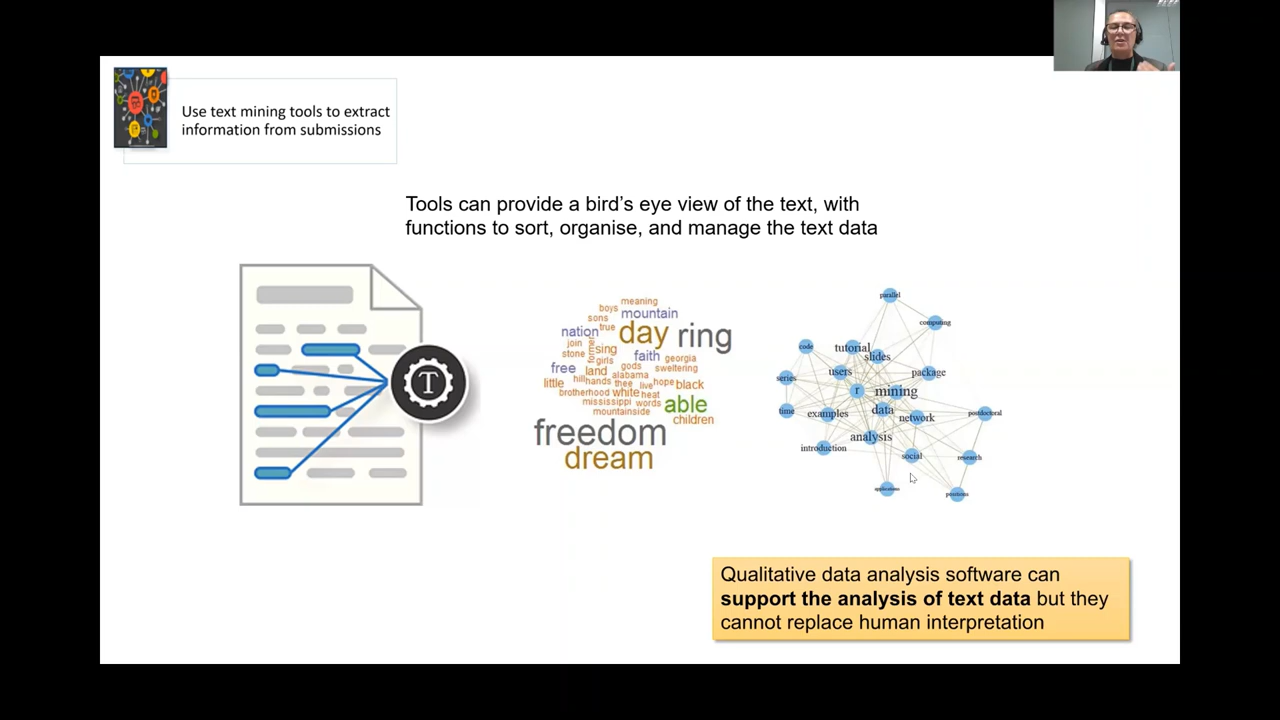 Use text mining tools to extract
information from submissions
Tools can provide a bird’s eye view of the text, with
functions to sort, organise, and manage the text data
T
meaning
boys
mountain
sons
nation
true
day
ring
join
former
sing
stone
girls
faith
georgia
free
land
gods
sweltering
alabama
little
hill
hands
thee
live
hope
black
brotherhood
white
heat
mississippi
words
able
mountainside
children
freedom
dream
parallel
computing
code
tutorial
slides
series
users
package
r
mining
time
examples
data
network
postdoctoral
analysis
introduction
social
research
applications
positions
Qualitative data analysis software can
support the analysis of text data but they
cannot replace human interpretation